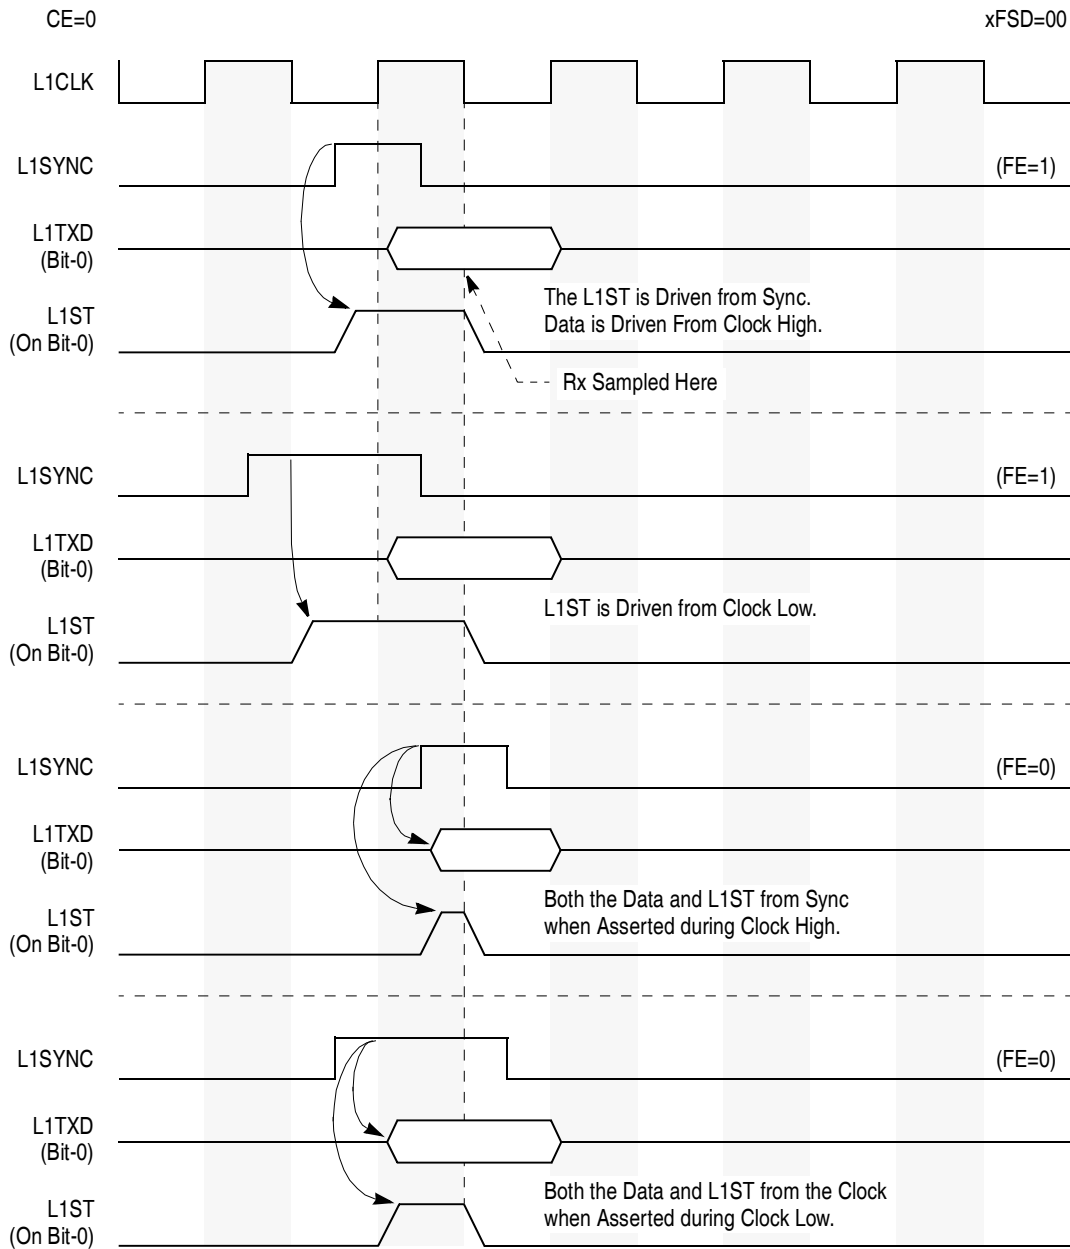 CE=0
xFSD=00
L1CLK
L1SYNC
(FE=1)
L1TXD
(Bit-0)
The L1ST is Driven from Sync.
Data is Driven From Clock High.
L1ST
(On Bit-0)
Rx Sampled Here
L1SYNC
(FE=1)
L1TXD
(Bit-0)
L1ST is Driven from Clock Low.
L1ST
(On Bit-0)
L1SYNC
(FE=0)
L1TXD
(Bit-0)
Both the Data and L1ST from Sync
when Asserted during Clock High.
L1ST
(On Bit-0)
L1SYNC
(FE=0)
L1TXD
(Bit-0)
Both the Data and L1ST from the Clock
when Asserted during Clock Low.
L1ST
(On Bit-0)